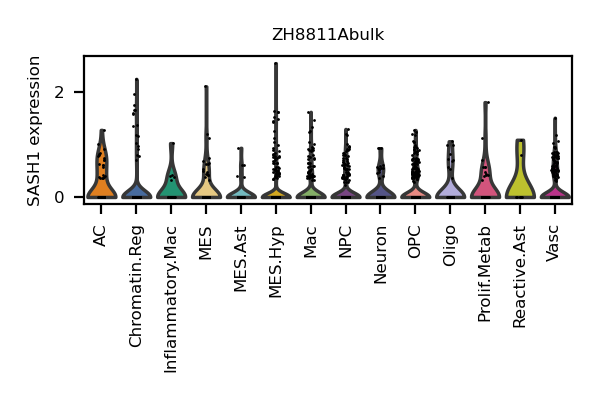 ZH8811Abulk
SASH1 expression
2
0
AC
Chromatin.Reg
Inflammatory.Mac
MES
MES.Ast
MES.Hyp
Mac
NPC
Neuron
OPC
Oligo
Prolif.Metab
Reactive.Ast
Vasc